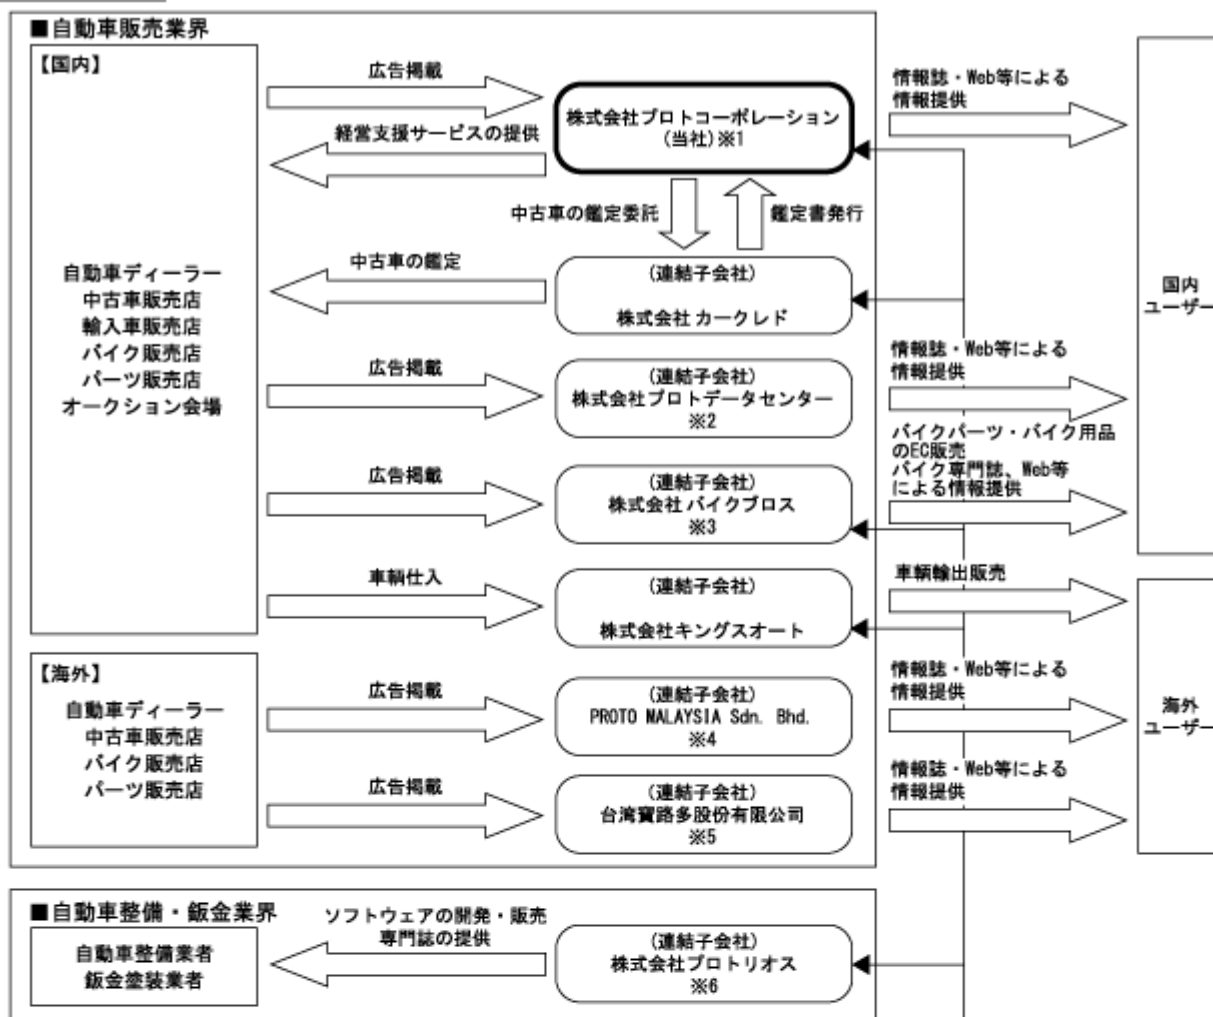 ■自動車販売業界
【国内】
自動車ディーラー
中古車販売店
輸入車販売店
バイク販売店
パーツ販売店
オークション会場
広告掲載
経営支援サービスの提供
株式会社プロトコーポレーション
(当社)※1
情報誌・Web等による
情報提供
中古車の鑑定委託
鑑定書発行
中古車の鑑定
(連結子会社)
株式会社 カークレド
国内
ユーザー
広告掲載
(連結子会社)
株式会社プロトデータセンター
※2
情報誌・Web等による
情報提供
広告掲載
(連結子会社)
株式会社 バイクブロス
※3
バイクパーツ・バイク用品
のEC販売
バイク専門誌、Web等
による情報提供
車輌仕入
(連結子会社)
株式会社キングスオート
車輌輸出販売
【海外】
自動車ディーラー
中古車販売店
バイク販売店
パーツ販売店
広告掲載
(連結子会社)
PROTO MALAYSIA Sdn. Bhd.
※4
情報誌・Web等による
情報提供
海外
ユーザー
広告掲載
(連結子会社)
台湾寶路多股份有限公司
※5
情報誌・Web等による
情報提供
■自動車整備・鈑金業界
自動車整備業者
鈑金塗装業者
ソフトウェアの開発・販売
専門誌の提供
(連結子会社)
株式会社プロトリオス
※6